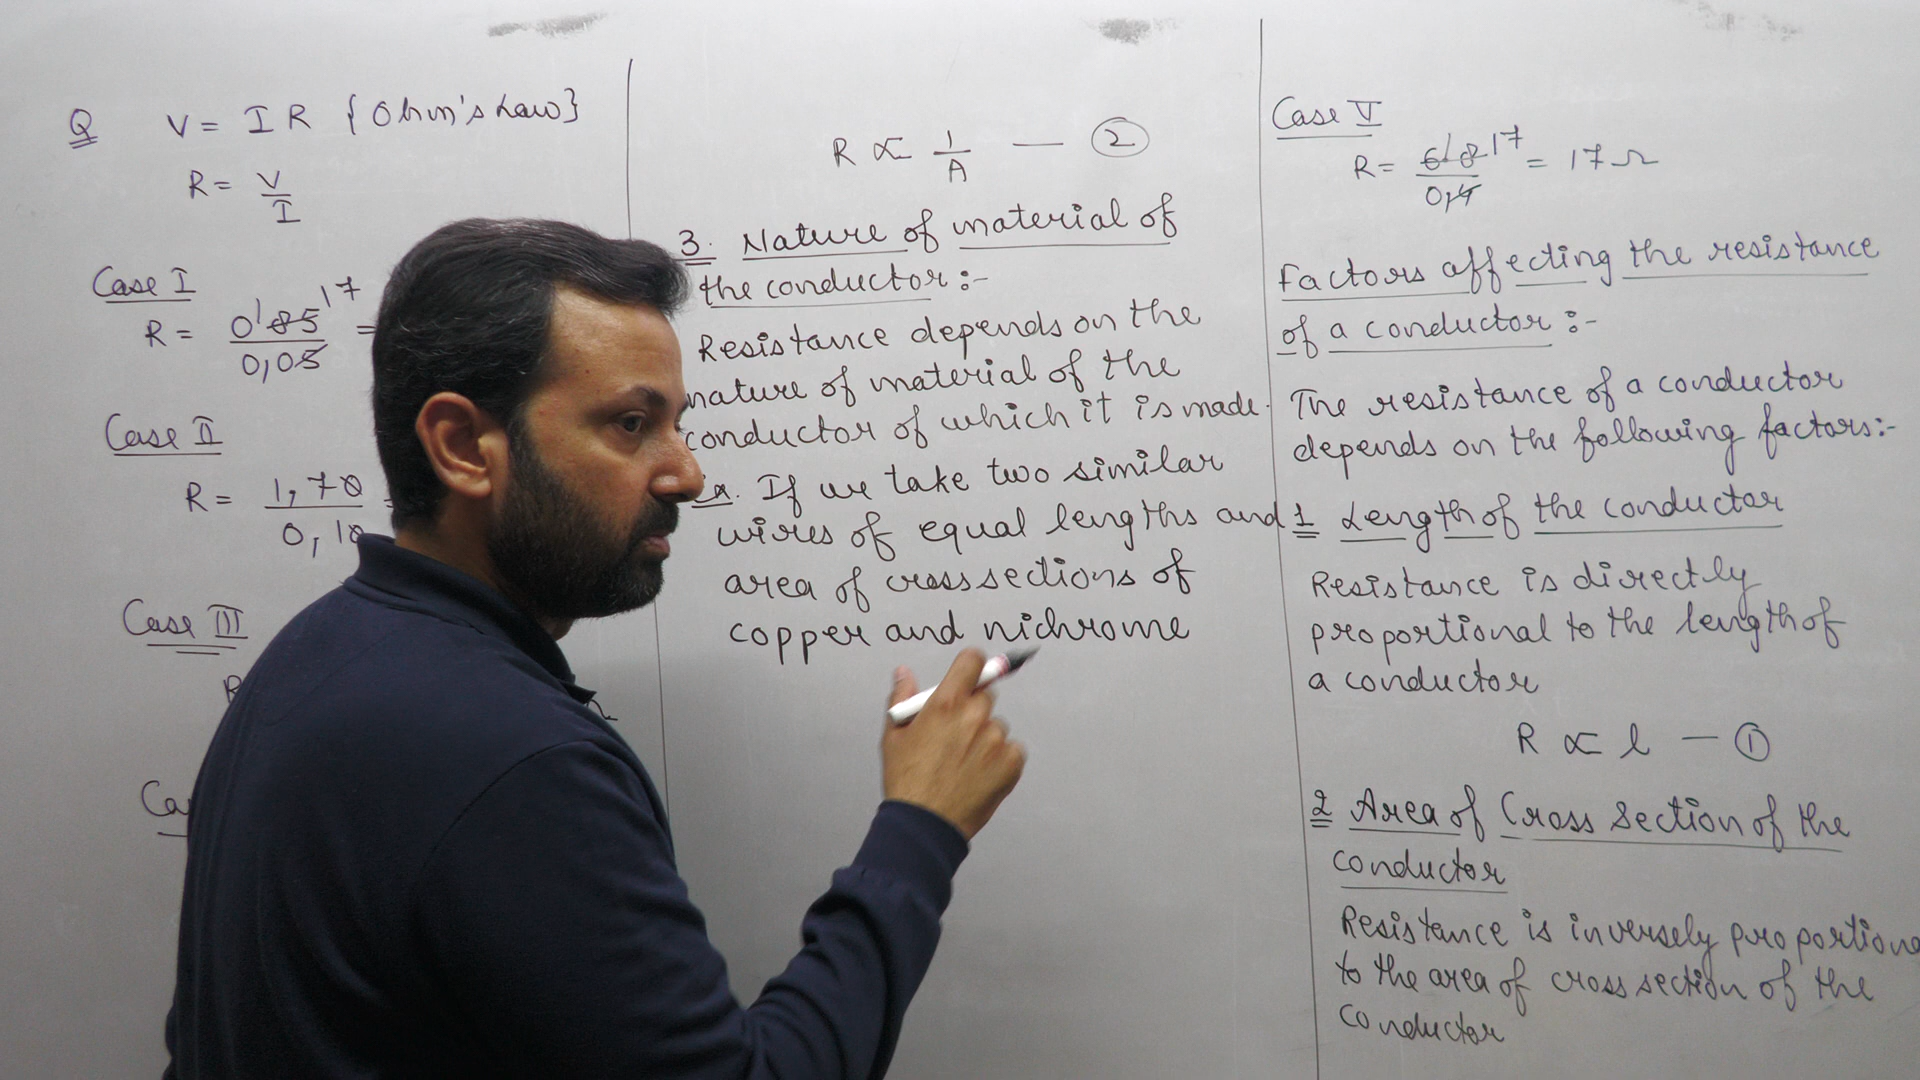 Q V = I R {Ohm's Law}
R = V/I
Case I
R = 0.85 17 / 0.05 =
Case II
R = 1.70 / 0.10
Case III
R
Ca
R ∝ 1/A — ②
3. Nature of material of
the conductor :-
Resistance depends on the
nature of material of the
conductor of which it is made.
Ex. If we take two similar
wires of equal lengths and
area of cross sections of
copper and nichrome
Case V
R = 6.8 17 / 0.4 = 17 Ω
Factors affecting the resistance
of a conductor :-
The resistance of a conductor
depends on the following factors:-
1 Length of the conductor
Resistance is directly
proportional to the length of
a conductor
R ∝ l — ①
2 Area of Cross Section of the
conductor
Resistance is inversely proportiona
to the area of cross section of the
conductor